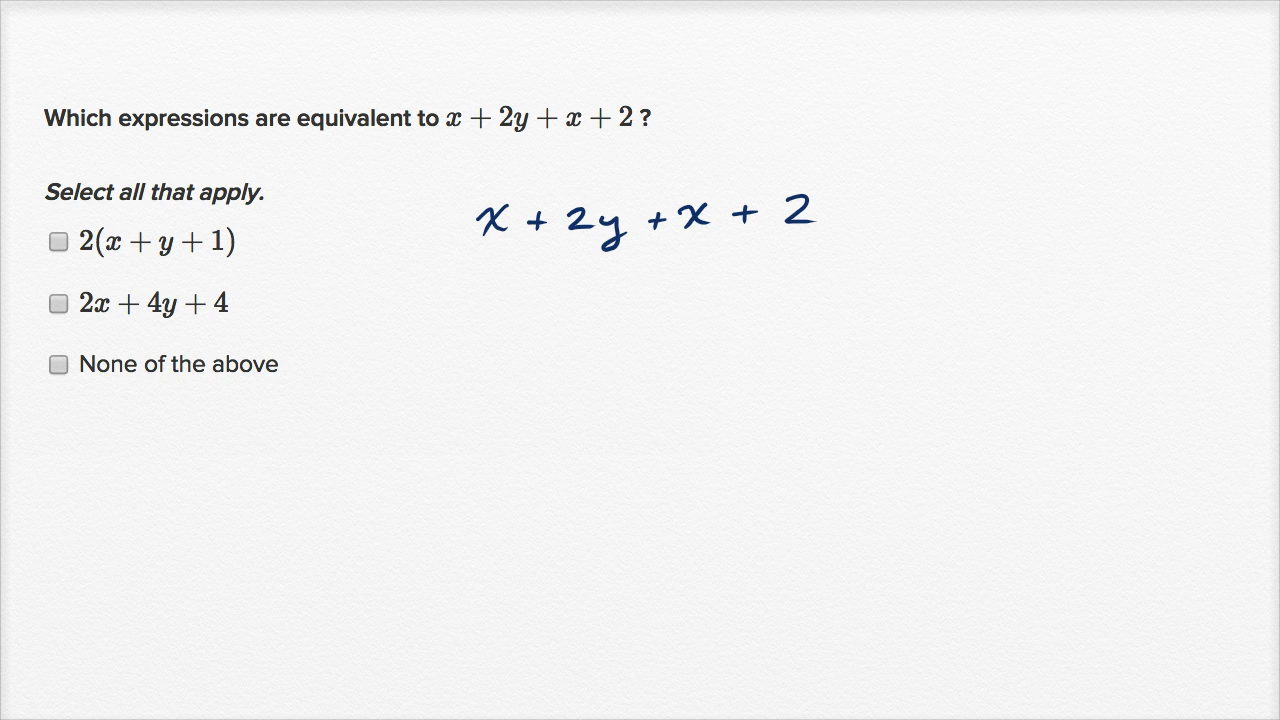 Which expressions are equivalent to x + 2y + x + 2 ?
Select all that apply.
x + 2y + x + 2
2(x + y + 1)
2x + 4y + 4
None of the above